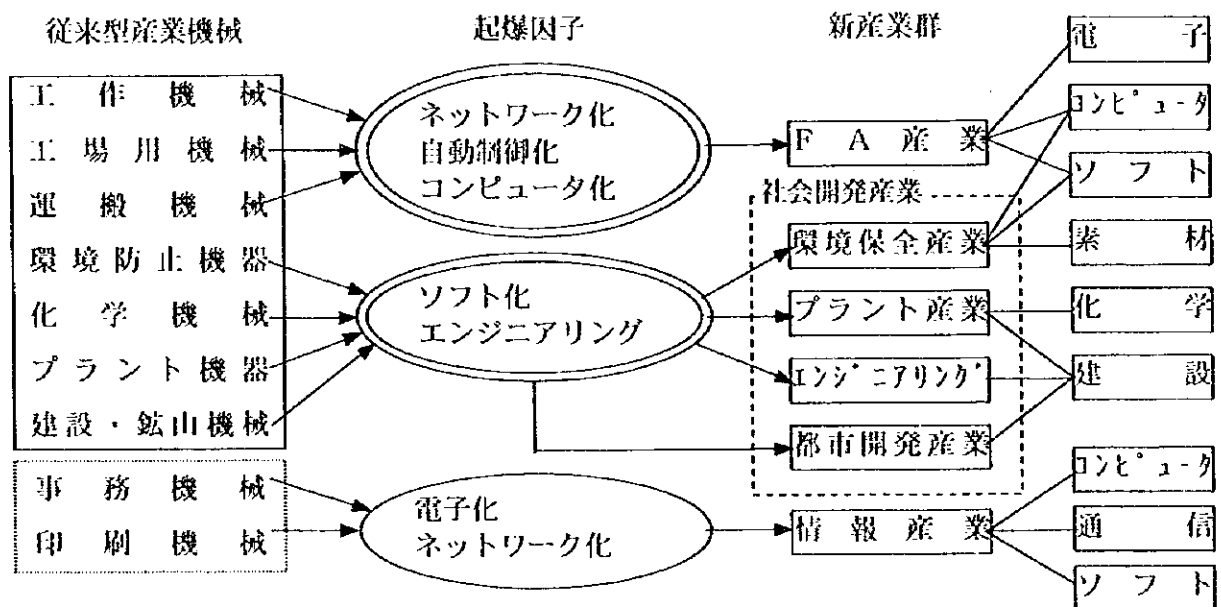 従来型産業機械
起爆因子
新産業群
工作機械
工場用機械
運搬機械
環境防止機器
化学機械
プラント機器
建設・鉱山機械
事務機械
印刷機械
ネットワーク化
自動制御化
コンピュータ化
ソフト化
エンジニアリング
電子化
ネットワーク化
FA産業
社会開発産業
環境保全産業
プラント産業
エンジニアリング
都市開発産業
情報産業
電子
コンピュータ
ソフト
素材
化学
建設
コンピュータ
通信
ソフト